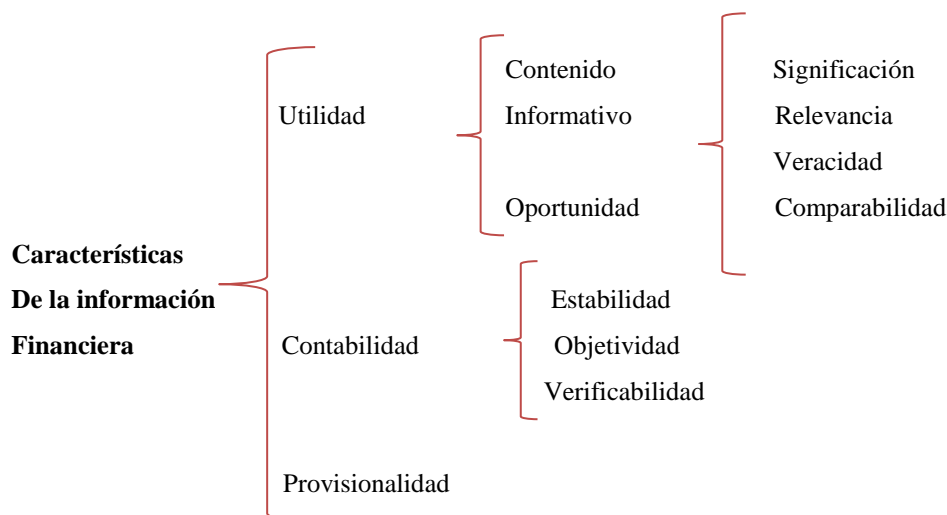 Características
De la información
Financiera
Utilidad
Contenido
Informativo
Oportunidad
Significación
Relevancia
Veracidad
Comparabilidad
Contabilidad
Estabilidad
Objetividad
Verificabilidad
Provisionalidad